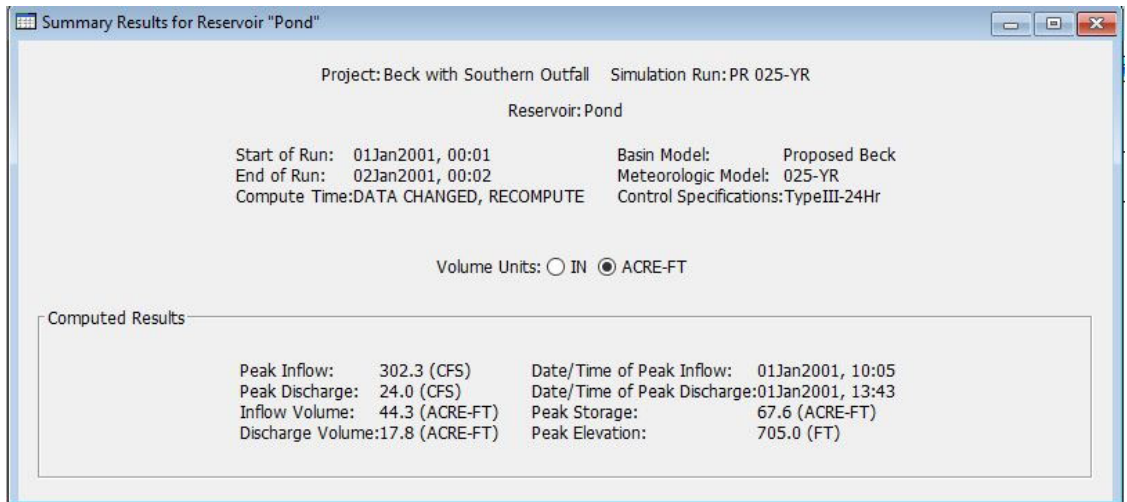 Summary Results for Reservoir "Pond"
Project: Beck with Southern Outfall Simulation Run: PR 025-YR
Reservoir: Pond
Start of Run: 01Jan2001, 00:01 Basin Model: Proposed Beck
End of Run: 02Jan2001, 00:02 Meteorologic Model: 025-YR
Compute Time:DATA CHANGED, RECOMPUTE Control Specifications:TypeIII-24Hr
Volume Units: IN ACRE-FT
Computed Results
Peak Inflow: 302.3 (CFS) Date/Time of Peak Inflow: 01Jan2001, 10:05
Peak Discharge: 24.0 (CFS) Date/Time of Peak Discharge:01Jan2001, 13:43
Inflow Volume: 44.3 (ACRE-FT) Peak Storage: 67.6 (ACRE-FT)
Discharge Volume:17.8 (ACRE-FT) Peak Elevation: 705.0 (FT)